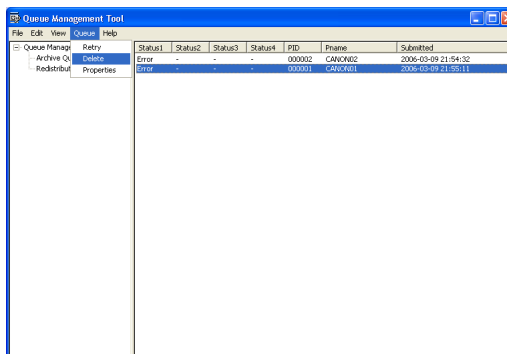 Queue Management Tool
File Edit View Queue Help
Queue Manage
Archive Qu
Redistribut
Retry
Delete
Properties
Status1 Status2 Status3 Status4 PID Pname Submitted
Error - - - 000002 CANON02 2006-03-09 21:54:32
Error - - - 000001 CANON01 2006-03-09 21:55:11